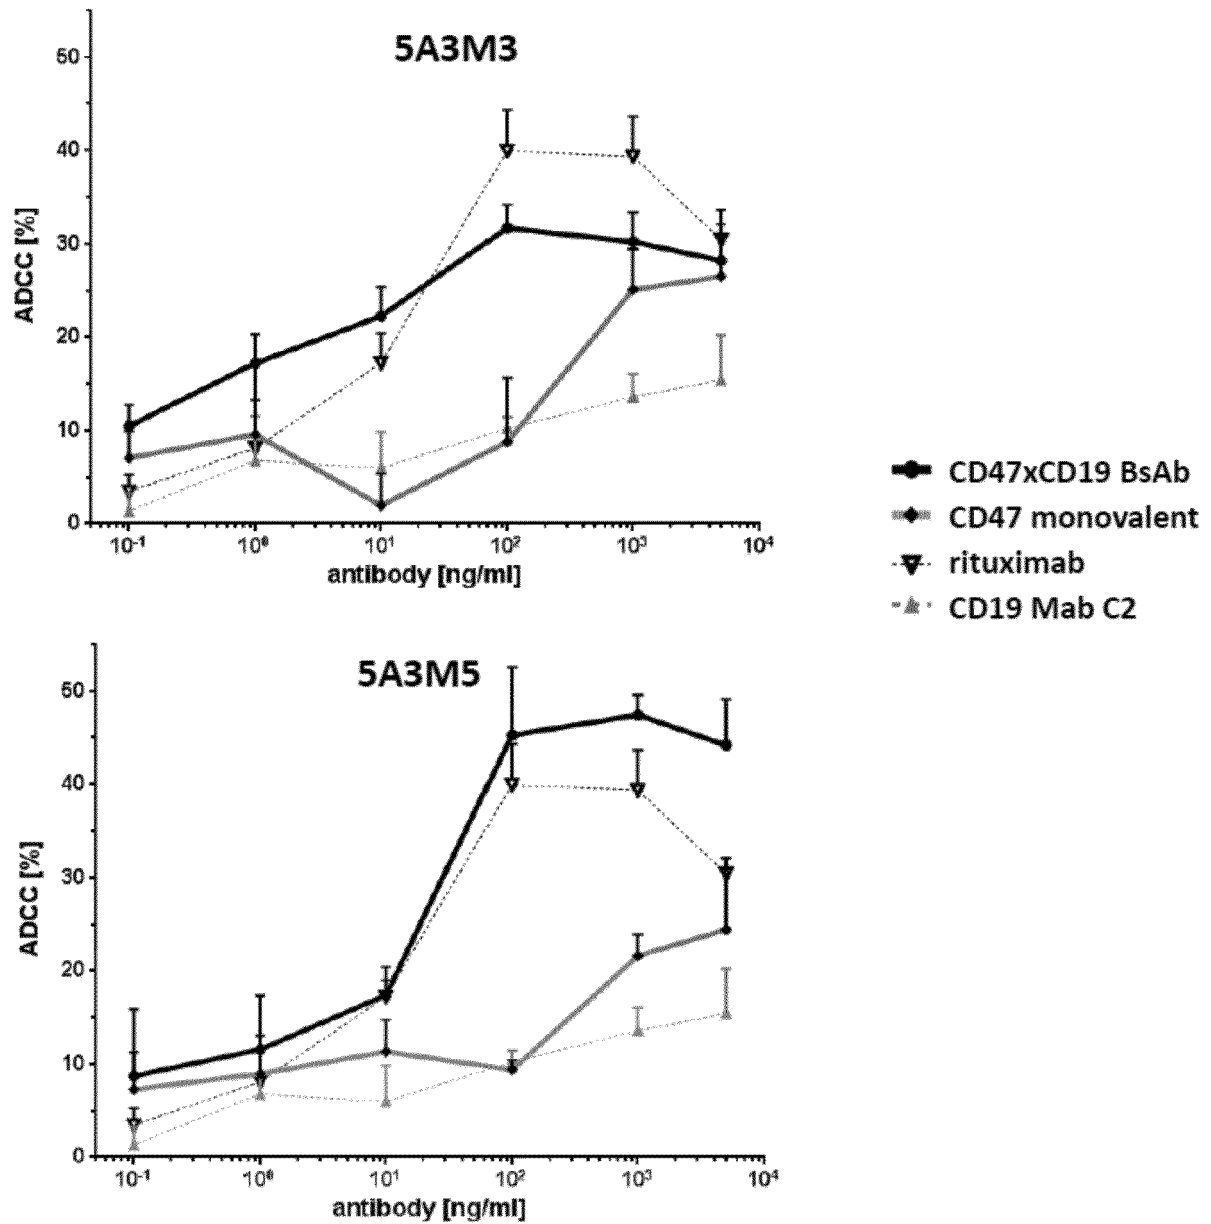 5A3M3
50
40
30
20
10
0
ADCC [%]
10⁻¹ 10⁰ 10¹ 10² 10³ 10⁴
antibody [ng/ml]
CD47xCD19 BsAb
CD47 monovalent
rituximab
CD19 Mab C2
5A3M5
50
40
30
20
10
0
ADCC [%]
10⁻¹ 10⁰ 10¹ 10² 10³ 10⁴
antibody [ng/ml]